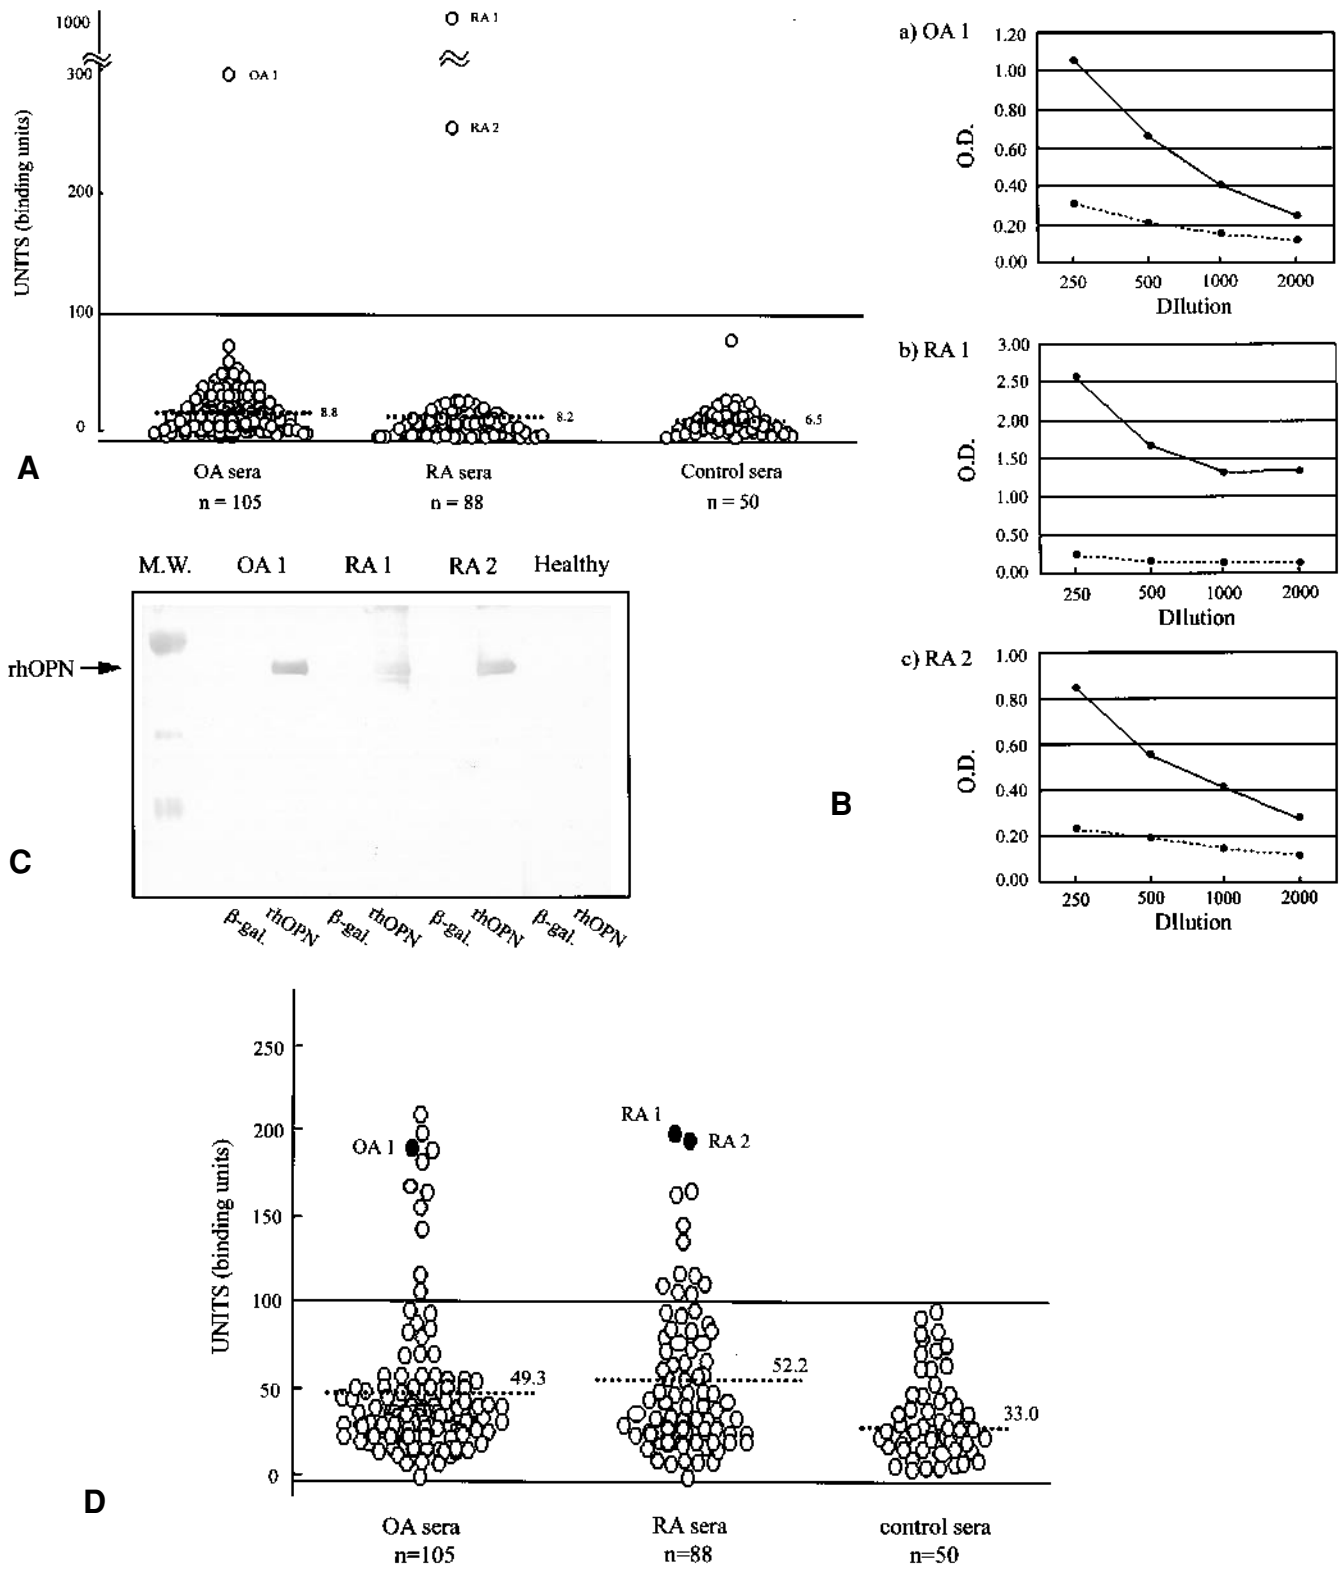 1000
RA 1
300
OA 1
RA 2
200
100
0
UNITS (binding units)
8.8
8.2
6.5
OA sera
RA sera
Control sera
n = 105
n = 88
n = 50
A
a) OA 1
1.20
1.00
0.80
0.60
0.40
0.20
0.00
O.D.
250 500 1000 2000
DIlution
b) RA 1
3.00
2.50
2.00
1.50
1.00
0.50
0.00
O.D.
250 500 1000 2000
DIlution
c) RA 2
1.00
0.80
0.60
0.40
0.20
0.00
O.D.
250 500 1000 2000
DIlution
B
M.W. OA 1 RA 1 RA 2 Healthy
rhOPN
β-gal. rhOPN β-gal. rhOPN β-gal. rhOPN β-gal. rhOPN
C
250
200
150
100
50
0
UNITS (binding units)
OA 1
RA 1
RA 2
49.3
52.2
33.0
D
OA sera
RA sera
control sera
n=105
n=88
n=50